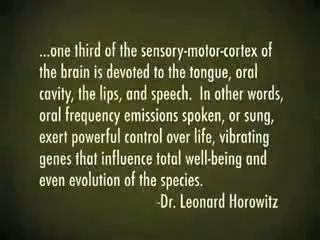 ...one third of the sensory-motor-cortex of
the brain is devoted to the tongue, oral
cavity, the lips, and speech.  In other words,
oral frequency emissions spoken, or sung,
exert powerful control over life, vibrating
genes that influence total well-being and
even evolution of the species.
-Dr. Leonard Horowitz